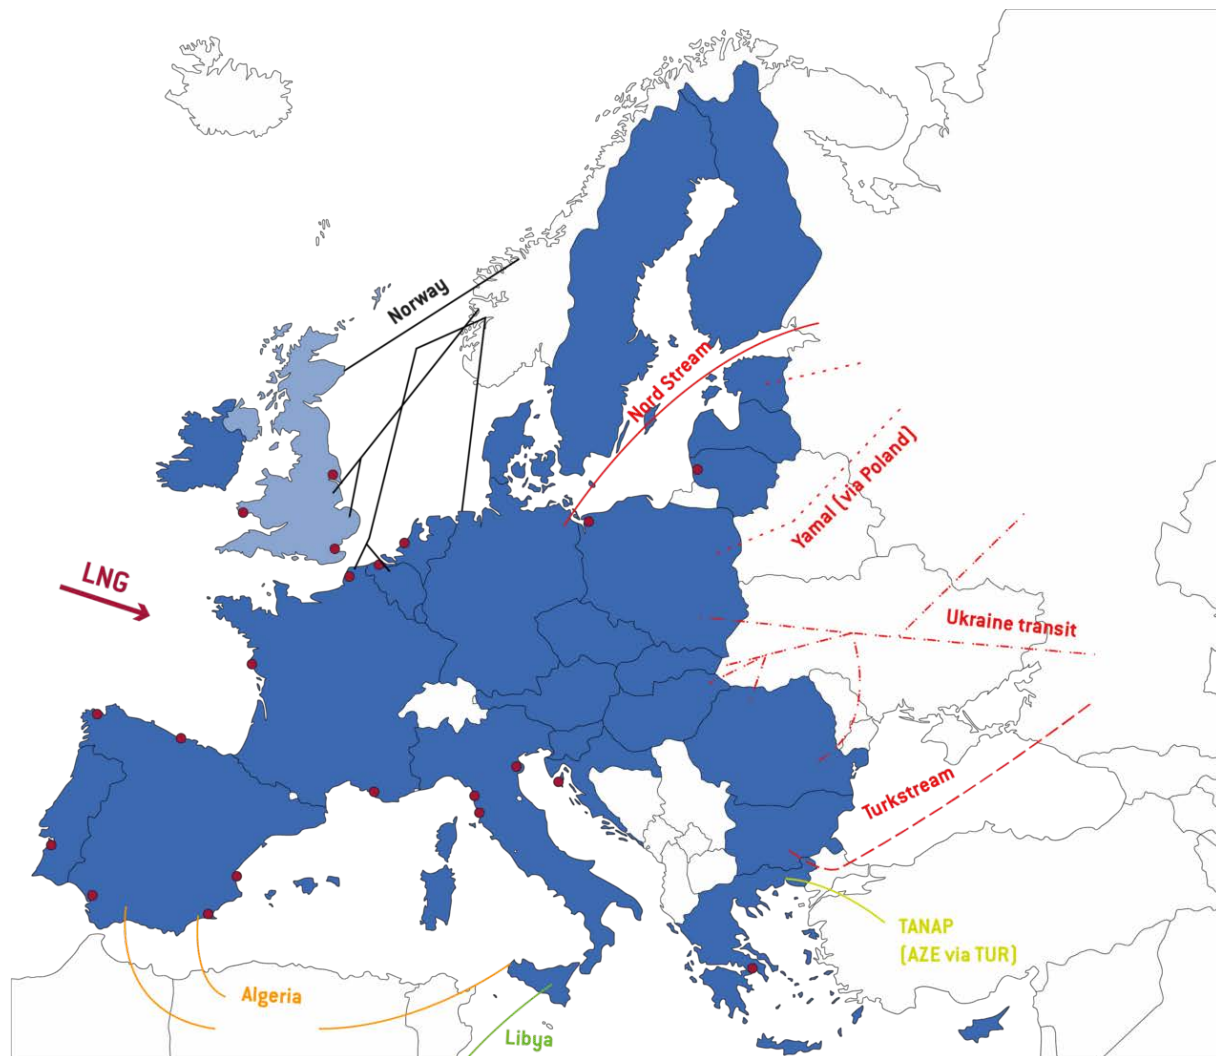 Norway
Nord Stream
Yamal (via Poland)
LNG
Ukraine transit
Turkstream
TANAP
(AZE via TUR)
Algeria
Libya